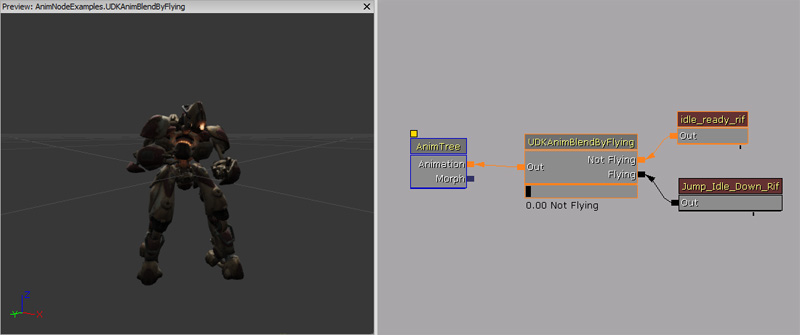 Preview: AnimNodeExamples.UDKAnimBlendByFlying
Z
Y
X
AnimTree
Animation
Morph
UDKAnimBlendByFlying
Out
Not Flying
Flying
0.00 Not Flying
idle_ready_rif
Out
Jump_Idle_Down_Rif
Out